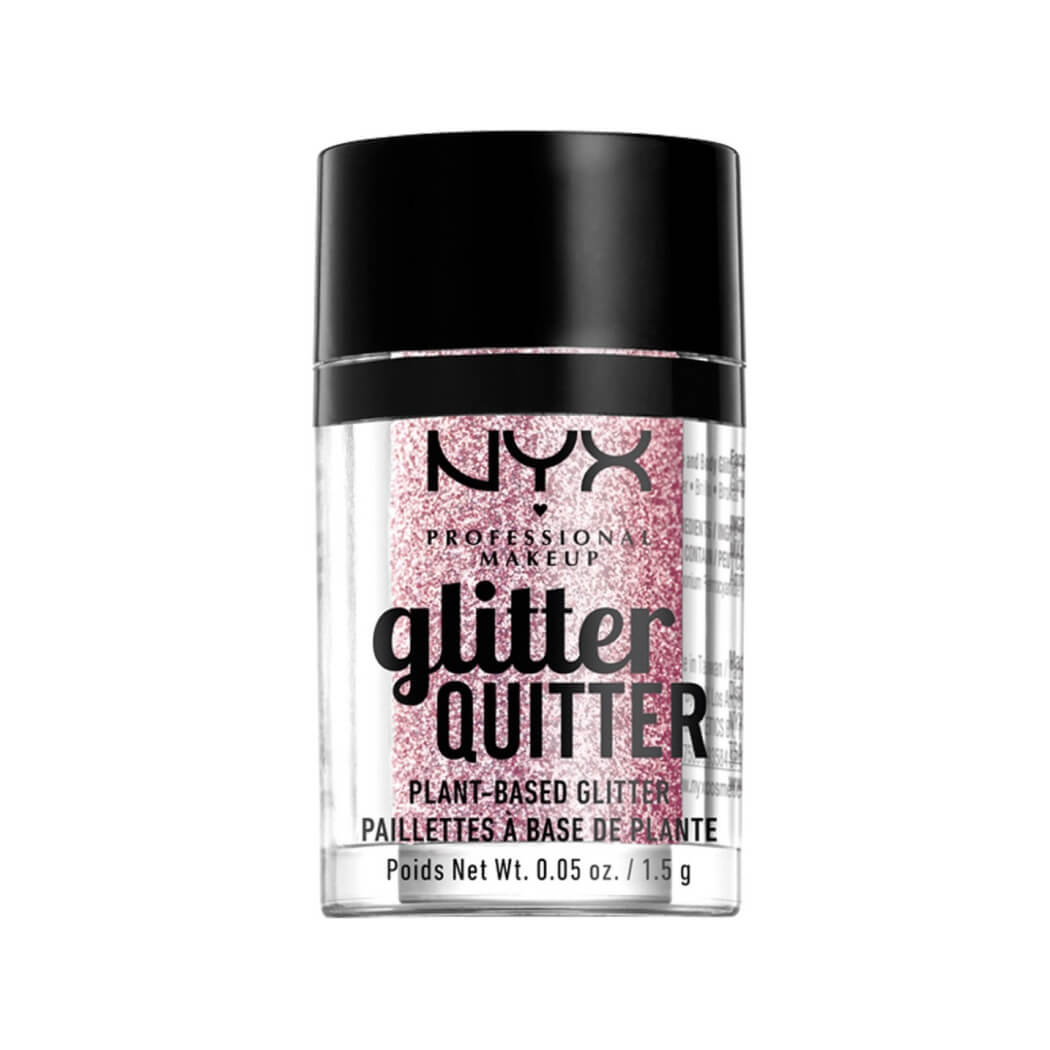 NYX
PROFESSIONAL
MAKEUP
glitter
QUITTER
PLANT-BASED GLITTER
PAILLETTES À BASE DE PLANTE
Poids Net Wt. 0.05 oz. / 1.5 g